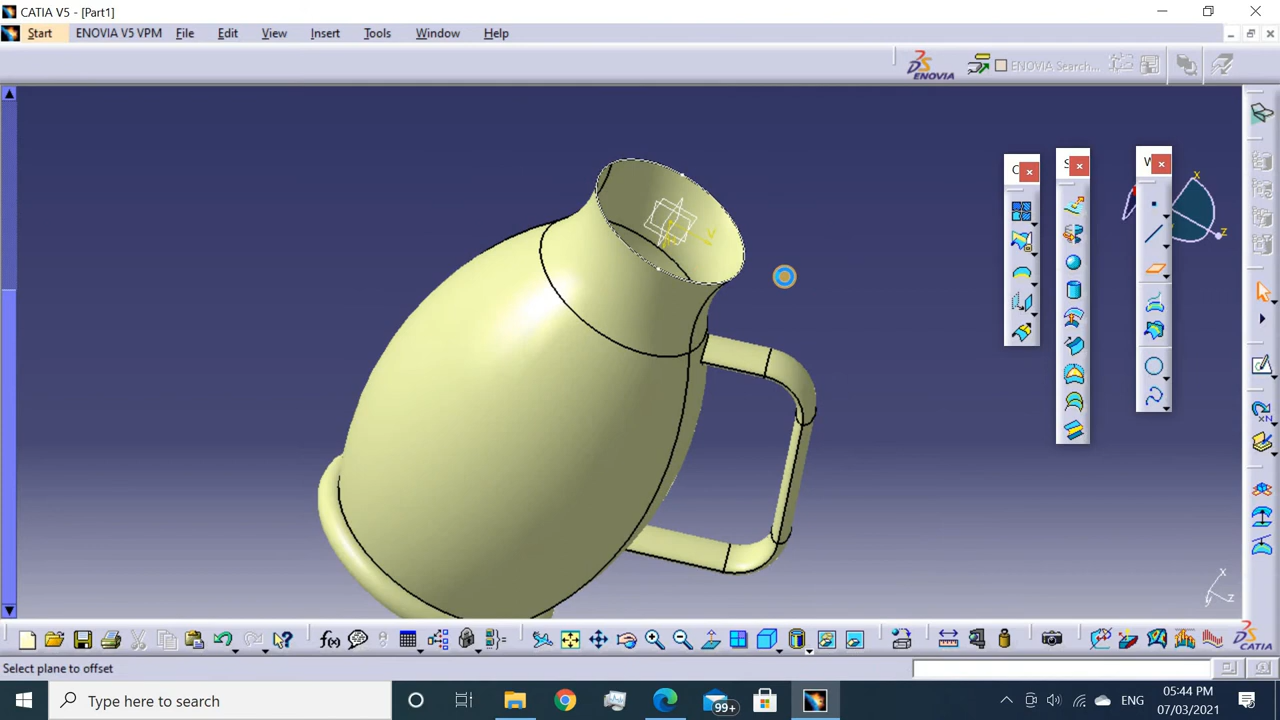 CATIA V5 - [Part1]
Start ENOVIA V5 VPM File Edit View Insert Tools Window Help
ENOVIA
ENOVIA Search...
C
S
W
x
z
f(x)
x
y
z
CATIA
Select plane to offset
Type here to search
99+
ENG
05:44 PM
07/03/2021